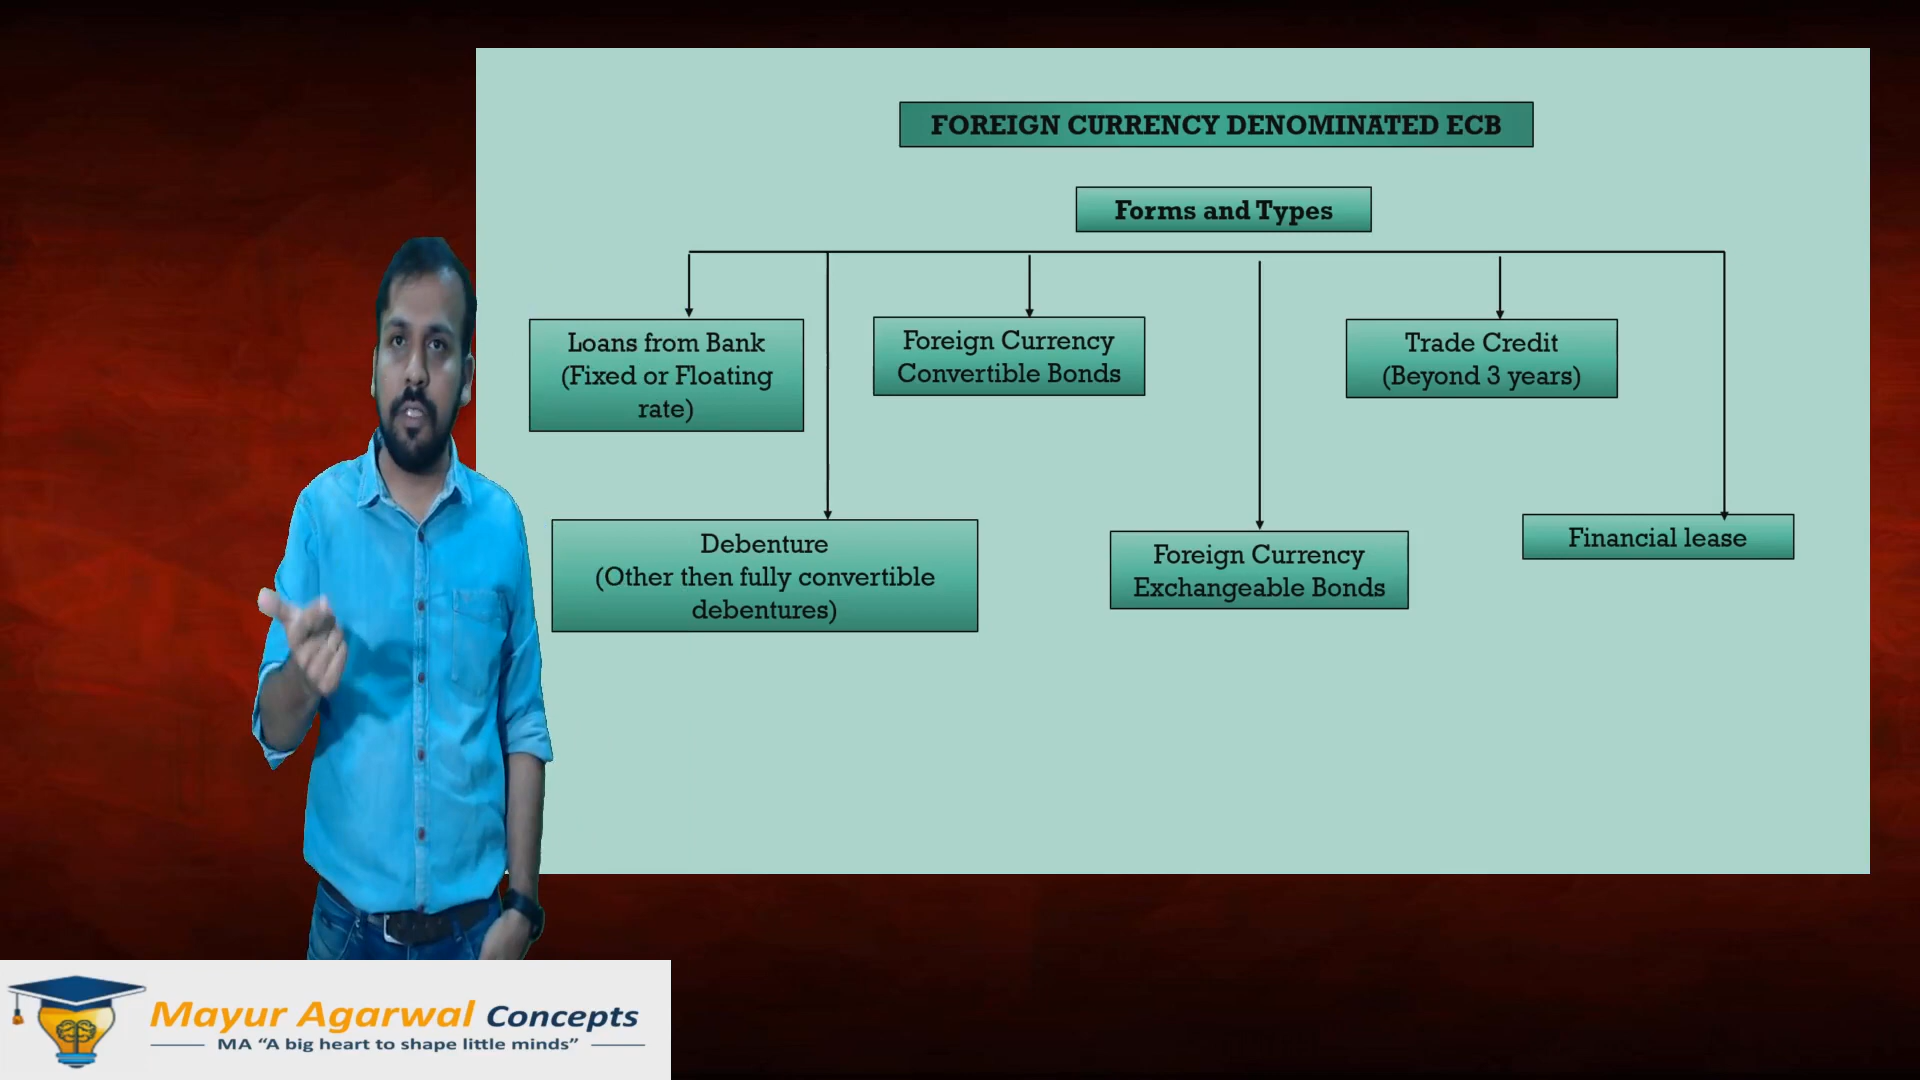 FOREIGN CURRENCY DENOMINATED ECB
Forms and Types
Loans from Bank
(Fixed or Floating
rate)
Foreign Currency
Convertible Bonds
Trade Credit
(Beyond 3 years)
Debenture
(Other then fully convertible
debentures)
Foreign Currency
Exchangeable Bonds
Financial lease
Mayur Agarwal Concepts
MA “A big heart to shape little minds”